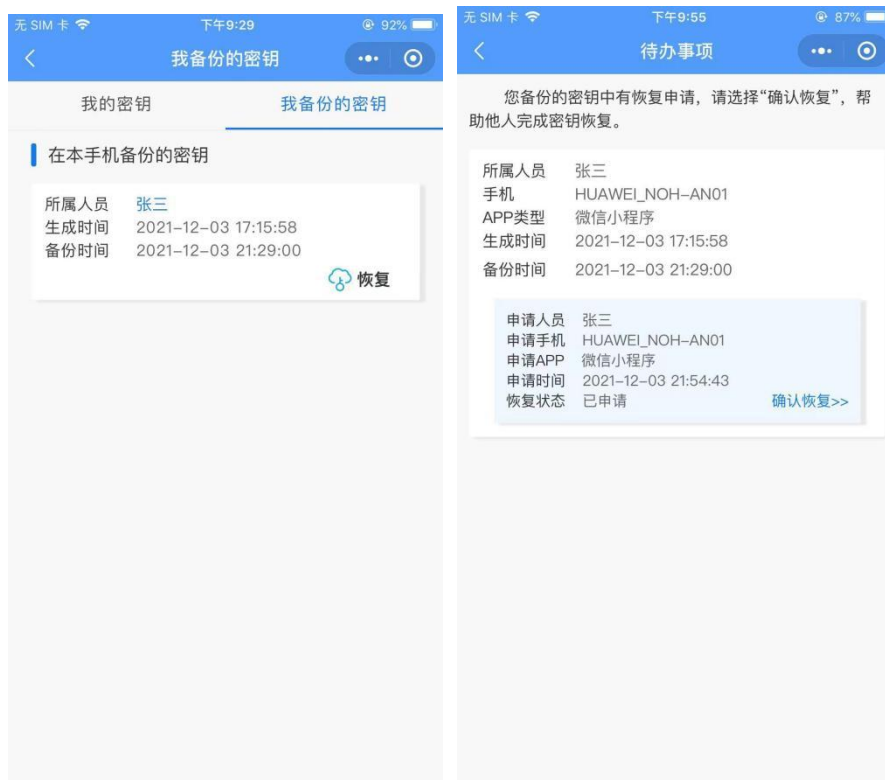 无 SIM 卡 下午9:29 92%
我备份的密钥
我的密钥 我备份的密钥
在本手机备份的密钥
所属人员 张三
生成时间 2021-12-03 17:15:58
备份时间 2021-12-03 21:29:00
恢复
无 SIM 卡 下午9:55 87%
待办事项
您备份的密钥中有恢复申请，请选择“确认恢复”，帮
助他人完成密钥恢复。
所属人员 张三
手机 HUAWEI_NOH-AN01
APP类型 微信小程序
生成时间 2021-12-03 17:15:58
备份时间 2021-12-03 21:29:00
申请人员 张三
申请手机 HUAWEI_NOH-AN01
申请APP 微信小程序
申请时间 2021-12-03 21:54:43
恢复状态 已申请 确认恢复>>